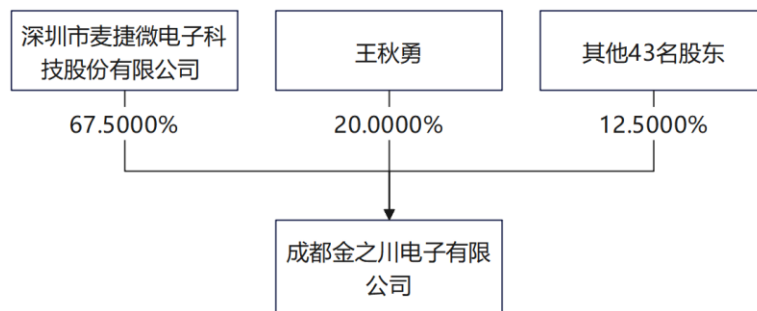 深圳市麦捷微电子科
技股份有限公司
王秋勇
其他43名股东
67.5000%
20.0000%
12.5000%
成都金之川电子有限
公司